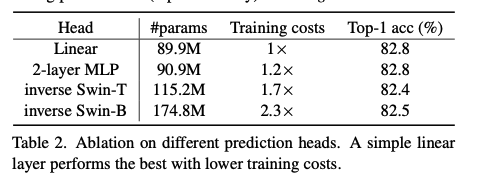 Head #params Training costs Top-1 acc (%)
Linear 89.9M 1× 82.8
2-layer MLP 90.9M 1.2× 82.8
inverse Swin-T 115.2M 1.7× 82.4
inverse Swin-B 174.8M 2.3× 82.5
Table 2. Ablation on different prediction heads. A simple linear
layer performs the best with lower training costs.